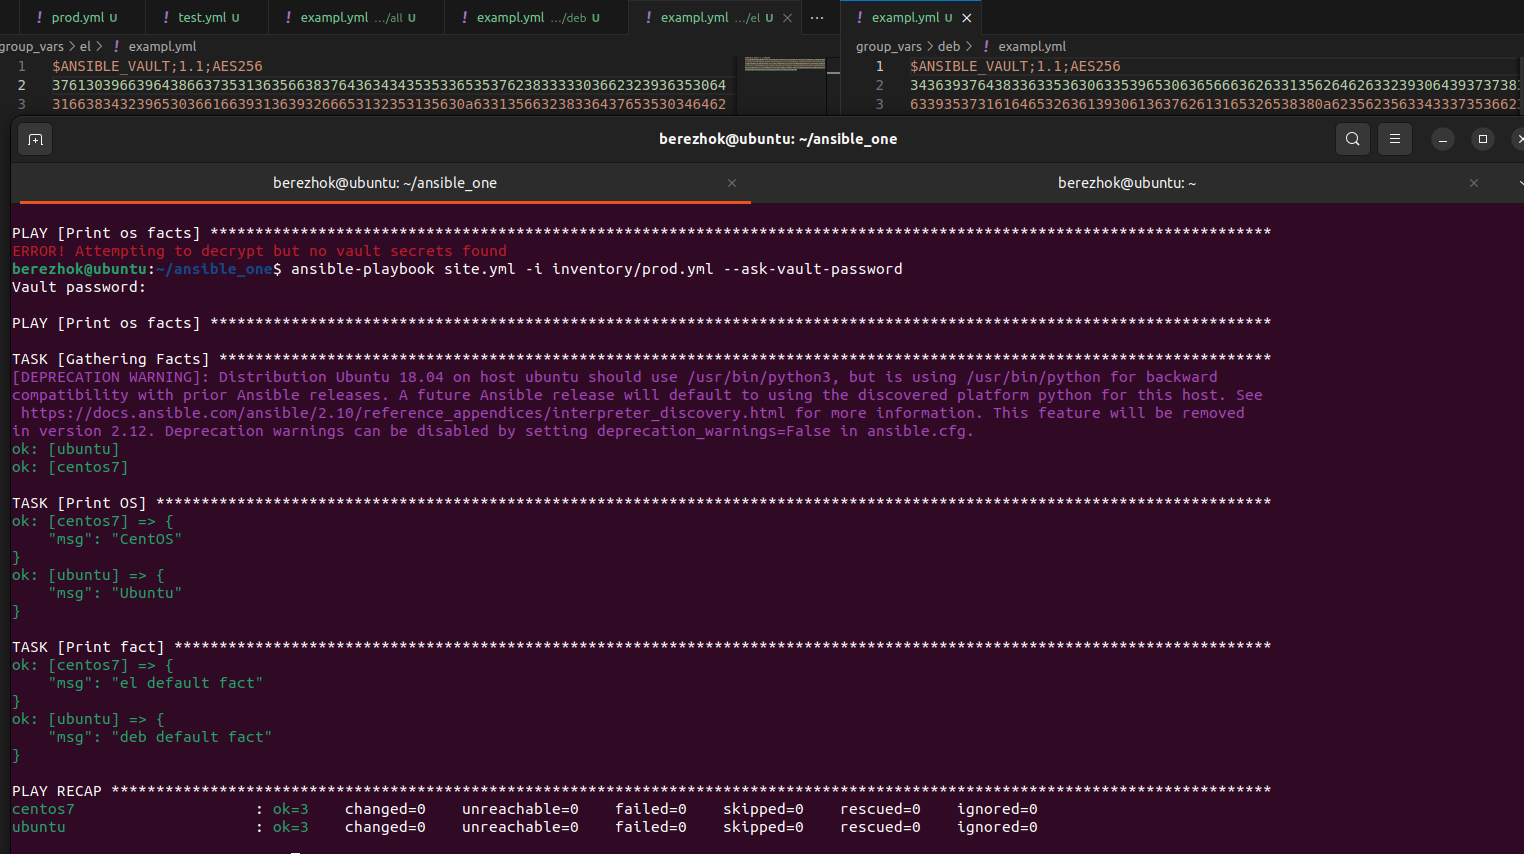 ! prod.yml U ! test.yml U ! exampl.yml .../all U ! exampl.yml .../deb U ! exampl.yml .../el U × ... ! exampl.yml U ×
group_vars > el > ! exampl.yml group_vars > deb > ! exampl.yml
1 $ANSIBLE_VAULT;1.1;AES256 1 $ANSIBLE_VAULT;1.1;AES256
2 2
3 3
berezhok@ubuntu: ~/ansible_one
berezhok@ubuntu: ~/ansible_one × berezhok@ubuntu: ~ ×
PLAY [Print os facts] **********************************************************************************************************************
ERROR! Attempting to decrypt but no vault secrets found
berezhok@ubuntu:~/ansible_one$ ansible-playbook site.yml -i inventory/prod.yml --ask-vault-password
Vault password:
PLAY [Print os facts] **********************************************************************************************************************
TASK [Gathering Facts] *********************************************************************************************************************
[DEPRECATION WARNING]: Distribution Ubuntu 18.04 on host ubuntu should use /usr/bin/python3, but is using /usr/bin/python for backward
compatibility with prior Ansible releases. A future Ansible release will default to using the discovered platform python for this host. See
https://docs.ansible.com/ansible/2.10/reference_appendices/interpreter_discovery.html for more information. This feature will be removed
in version 2.12. Deprecation warnings can be disabled by setting deprecation_warnings=False in ansible.cfg.
ok: [ubuntu]
ok: [centos7]
TASK [Print OS] ****************************************************************************************************************************
ok: [centos7] => {
"msg": "CentOS"
}
ok: [ubuntu] => {
"msg": "Ubuntu"
}
TASK [Print fact] **************************************************************************************************************************
ok: [centos7] => {
"msg": "el default fact"
}
ok: [ubuntu] => {
"msg": "deb default fact"
}
PLAY RECAP *********************************************************************************************************************************
centos7 : ok=3 changed=0 unreachable=0 failed=0 skipped=0 rescued=0 ignored=0
ubuntu : ok=3 changed=0 unreachable=0 failed=0 skipped=0 rescued=0 ignored=0